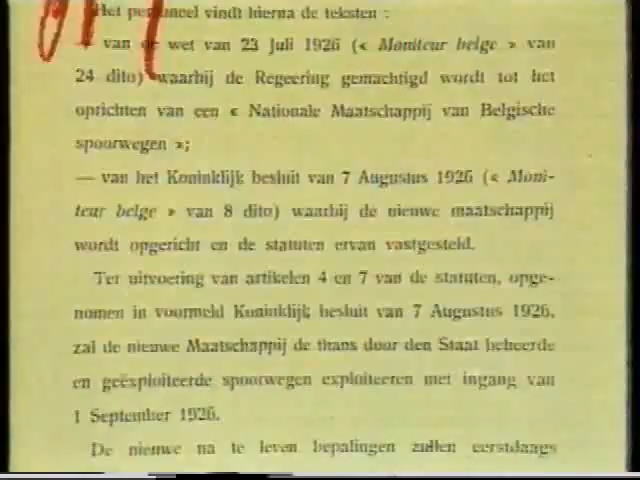 Het personeel vindt hierna de teksten :
— van de wet van 23 Juli 1926 (« Moniteur belge » van
24 dito) waarbij de Regeering gemachtigd wordt tot het
oprichten van een « Nationale Maatschappij van Belgische
spoorwegen »;
— van het Koninklijk besluit van 7 Augustus 1926 (« Moni-
teur belge » van 8 dito) waarbij de nieuwe maatschappij
wordt opgericht en de statuten ervan vastgesteld.
Ter uitvoering van artikelen 4 en 7 van de statuten, opge-
nomen in voormeld Koninklijk besluit van 7 Augustus 1926,
zal de nieuwe Maatschappij de thans door den Staat beheerde
en geëxploiteerde spoorwegen exploiteeren met ingang van
1 September 1926.
De nieuwe na te leven bepalingen zullen eerstdaags